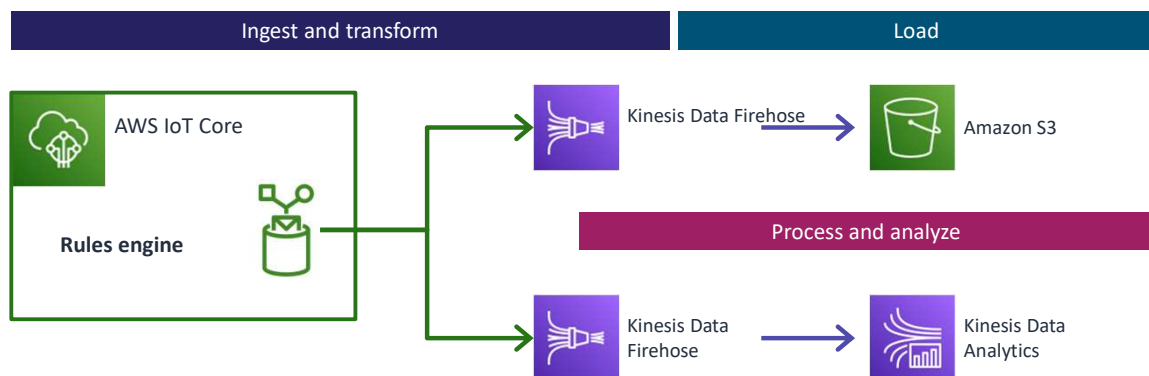 Ingest and transform
Load
AWS IoT Core
Kinesis Data Firehose
Amazon S3
Rules engine
Process and analyze
Kinesis Data
Firehose
Kinesis Data
Analytics